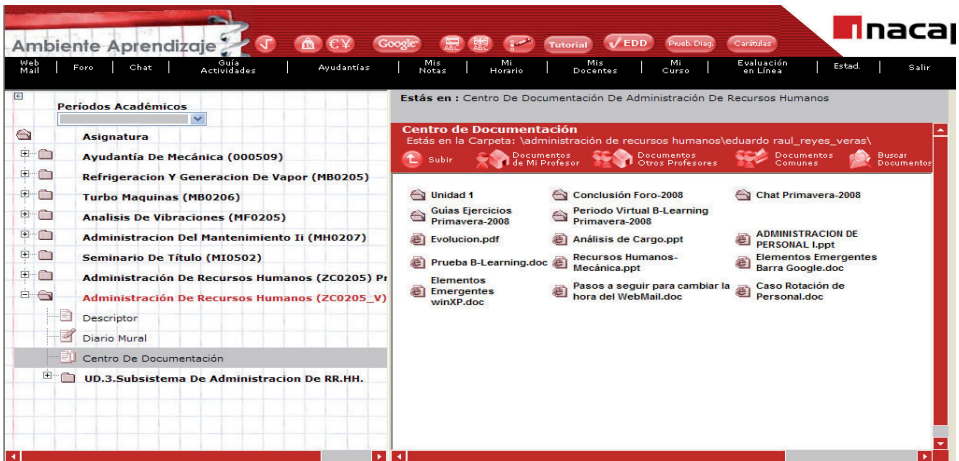 Ambiente Aprendizaje
€¥
Google
ABC
ABC
Tutorial
EDD
Prueb. Diag.
Carátulas
Inacap
Web Mail
Foro
Chat
Guía Actividades
Ayudantías
Mis Notas
Mi Horario
Mis Docentes
Mi Curso
Evaluación en Línea
Estad.
Salir
Períodos Académicos
Asignatura
Ayudantía De Mecánica (000509)
Refrigeracion Y Generacion De Vapor (MB0205)
Turbo Maquinas (MB0206)
Analisis De Vibraciones (MF0205)
Administracion Del Mantenimiento Ii (MH0207)
Seminario De Título (MI0502)
Administración De Recursos Humanos (ZC0205) Pr
Administración De Recursos Humanos (ZC0205_V)
Descriptor
Diario Mural
Centro De Documentación
UD.3.Subsistema De Administracion De RR.HH.
Estás en : Centro De Documentación De Administración De Recursos Humanos
Centro de Documentación
Estás en la Carpeta: \administración de recursos humanos\eduardo raul_reyes_veras\
Subir
Documentos de Mi Profesor
Documentos Otros Profesores
Documentos Comunes
Buscar Documentos
Unidad 1
Conclusión Foro-2008
Chat Primavera-2008
Guias Ejercicios
Primavera-2008
Periodo Virtual B-Learning
Primavera-2008
Evolucion.pdf
Análisis de Cargo.ppt
ADMINISTRACION DE
PERSONAL I.ppt
Prueba B-Learning.doc
Recursos Humanos-
Mecánica.ppt
Elementos Emergentes
Barra Google.doc
Elementos
Emergentes
winXP.doc
Pasos a seguir para cambiar la
hora del WebMail.doc
Caso Rotación de
Personal.doc